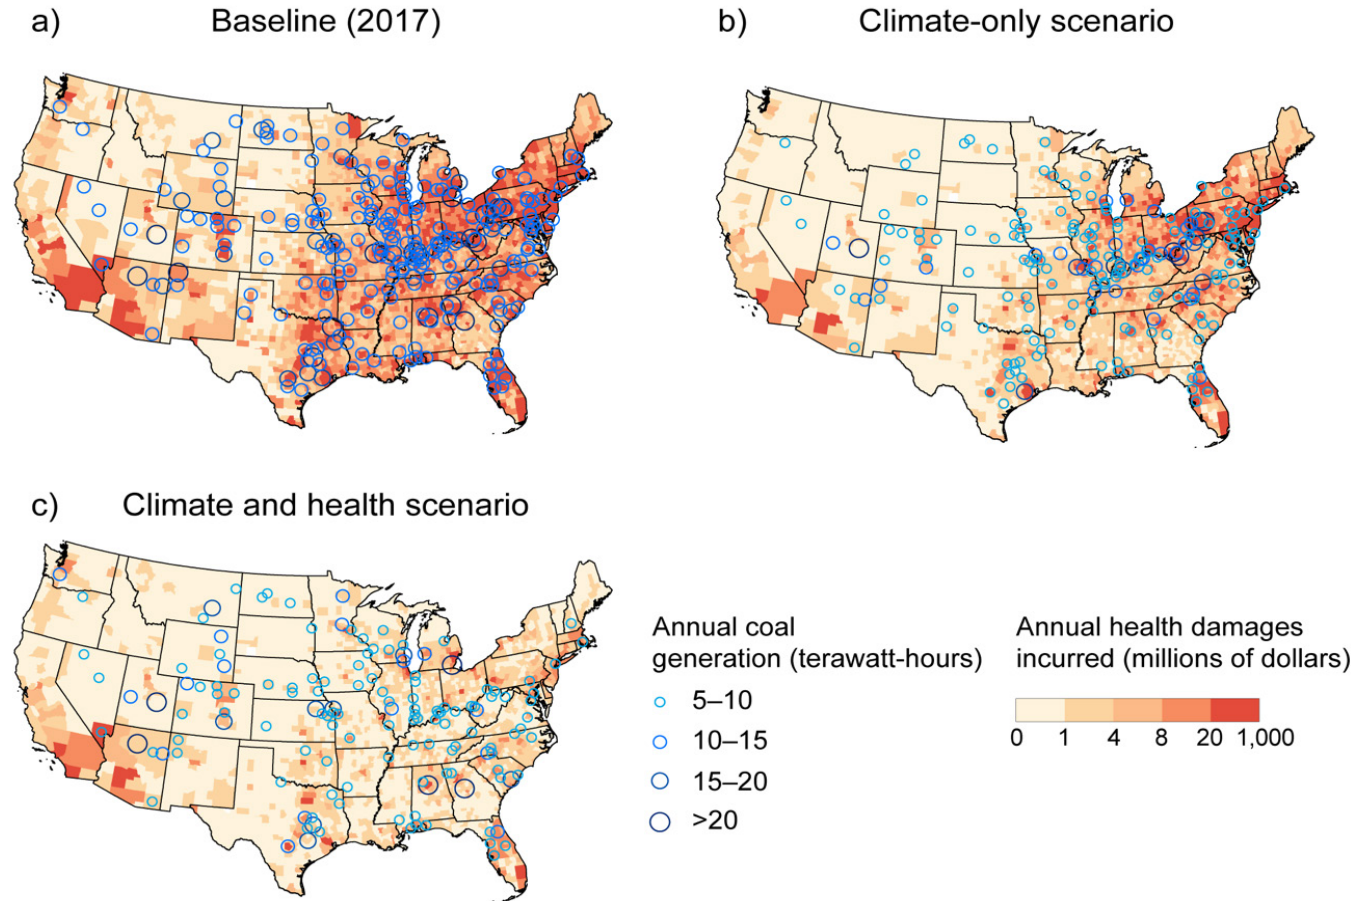 a) Baseline (2017)
b) Climate-only scenario
c) Climate and health scenario
Annual coal
generation (terawatt-hours)
5–10
10–15
15–20
>20
Annual health damages
incurred (millions of dollars)
0 1 4 8 20 1,000